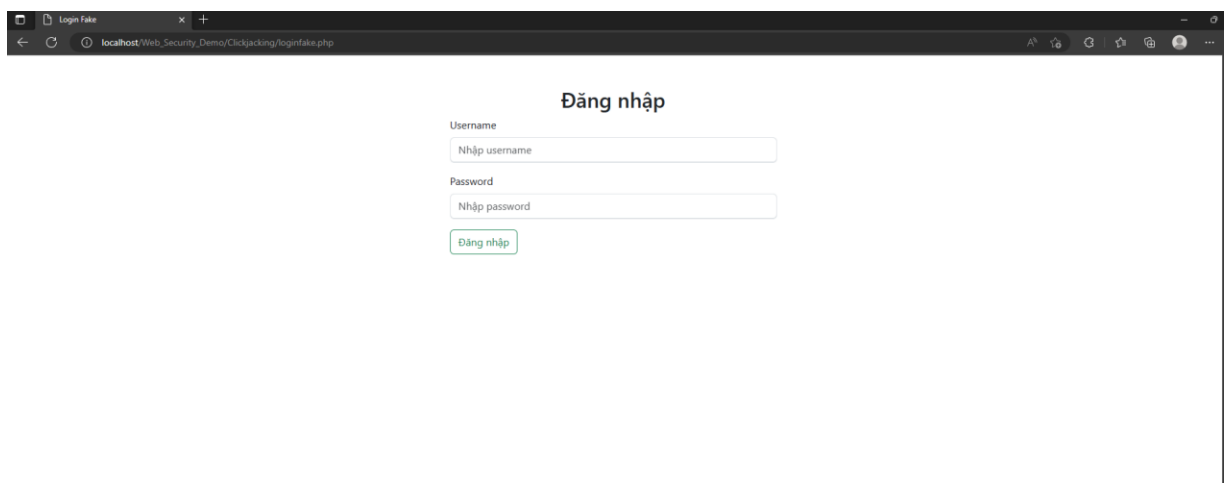 Login Fake
localhost/Web_Security_Demo/Clickjacking/loginfake.php
Đăng nhập
Username
Nhập username
Password
Nhập password
Đăng nhập